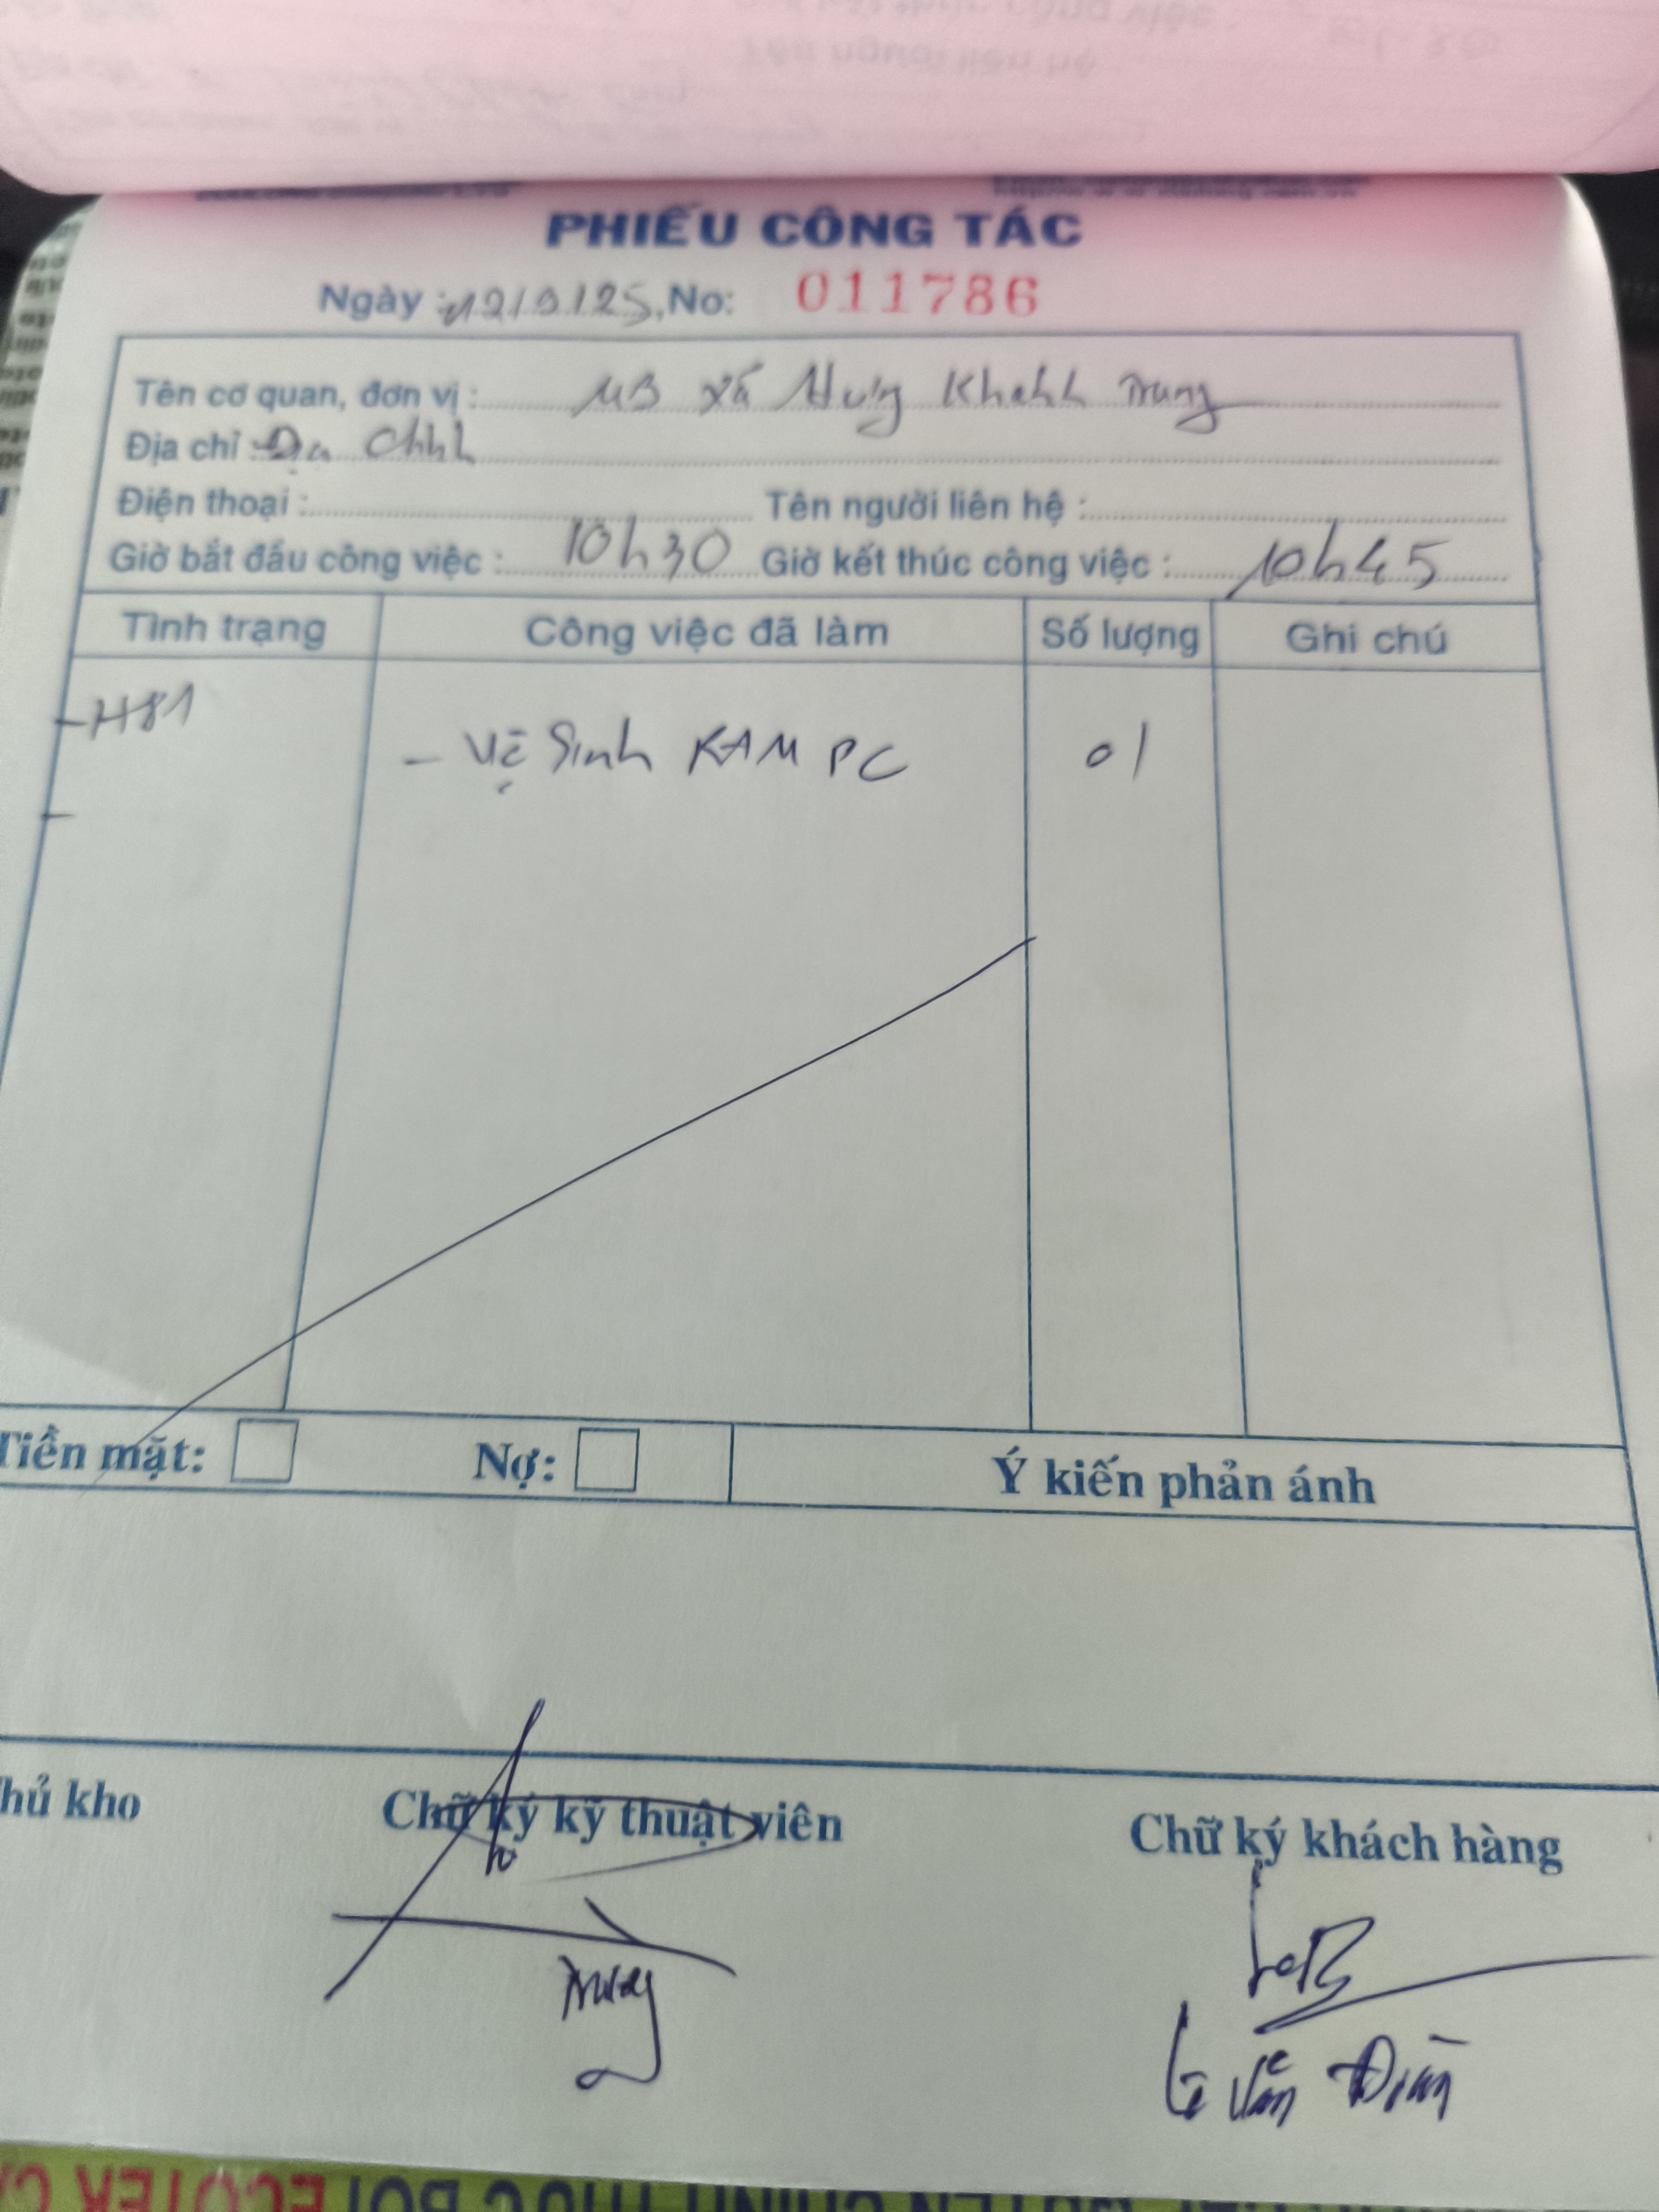 PHIẾU CÔNG TÁC
Ngày : 12/9/25, No: 011786
Tên cơ quan, đơn vị : UB xã Hưng Khánh Trung
Địa chỉ :
Điện thoại : Tên người liên hệ :
Giờ bắt đầu công việc : 10h30 Giờ kết thúc công việc : 10h45
Tình trạng Công việc đã làm Số lượng Ghi chú
- H81
- Vệ Sinh RAM PC 01
-
Tiền mặt: Nợ: Ý kiến phản ánh
hủ kho Chữ ký kỹ thuật viên Chữ ký khách hàng
Lê Văn